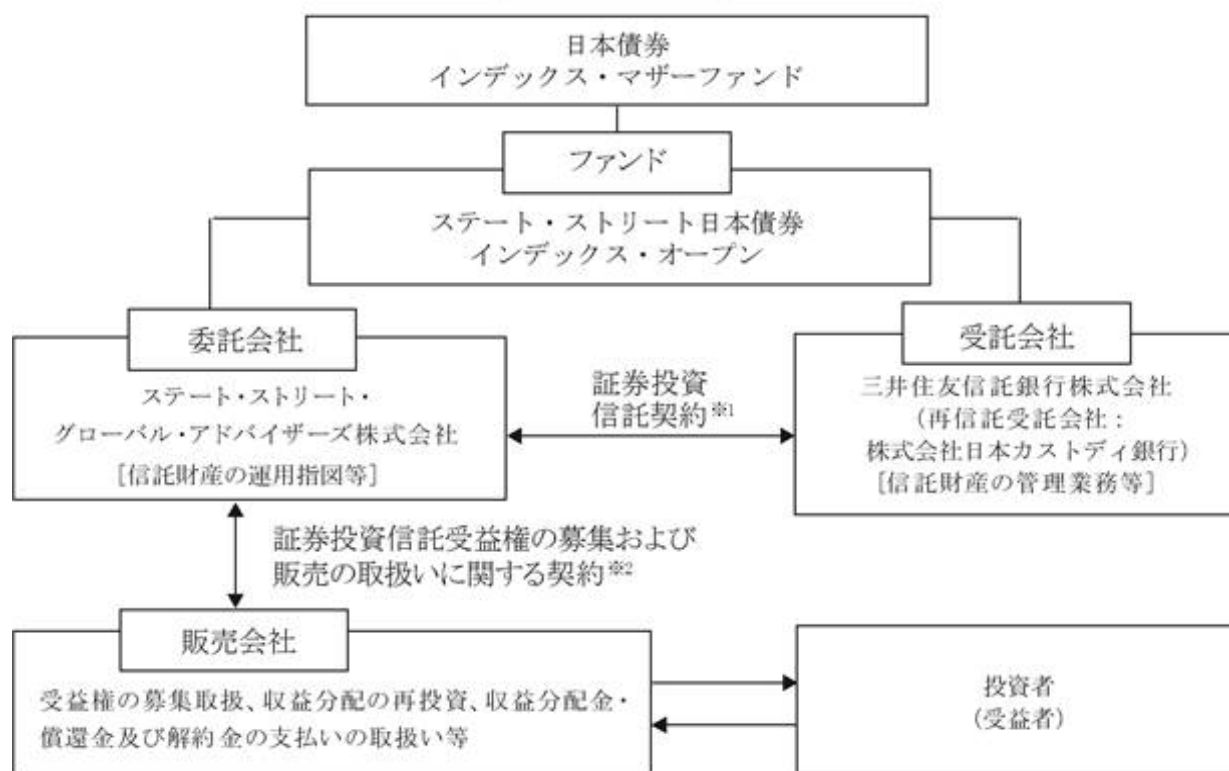 日本債券
インデックス・マザーファンド
ファンド
ステート・ストリート日本債券
インデックス・オープン
委託会社
ステート・ストリート・
グローバル・アドバイザーズ株式会社
[信託財産の運用指図等]
証券投資
信託契約※1
受託会社
三井住友信託銀行株式会社
(再信託受託会社:
株式会社日本カストディ銀行)
[信託財産の管理業務等]
証券投資信託受益権の募集および
販売の取扱いに関する契約※2
販売会社
受益権の募集取扱、収益分配の再投資、収益分配金・
償還金及び解約金の支払いの取扱い等
投資者
(受益者)